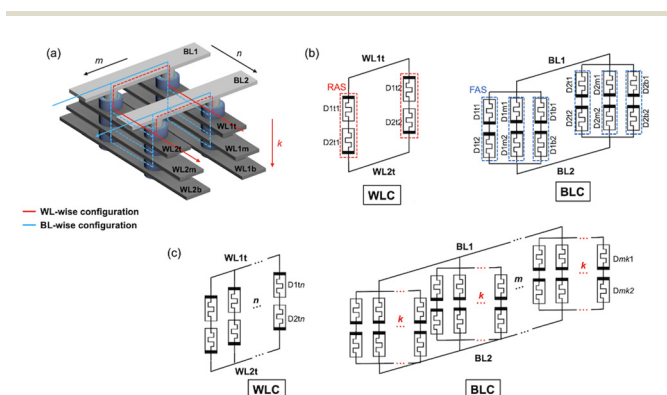 (a)
m
n
BL1
BL2
WL1t
WL2t
WL1m
WL2m
WL1b
WL2b
k
WL-wise configuration
BL-wise configuration
(b)
WL1t
RAS
D1t1
D2t1
D1t2
D2t2
WL2t
WLC
BL1
FAS
D1t1
D1m1
D1b1
D1t2
D1m2
D1b2
D2t1
D2m1
D2b1
D2t2
D2m2
D2b2
BL2
BLC
(c)
WL1t
n
...
D1tn
D2tn
WL2t
WLC
BL1
k
...
k
...
m
...
k
...
Dmk1
Dmk2
BL2
BLC